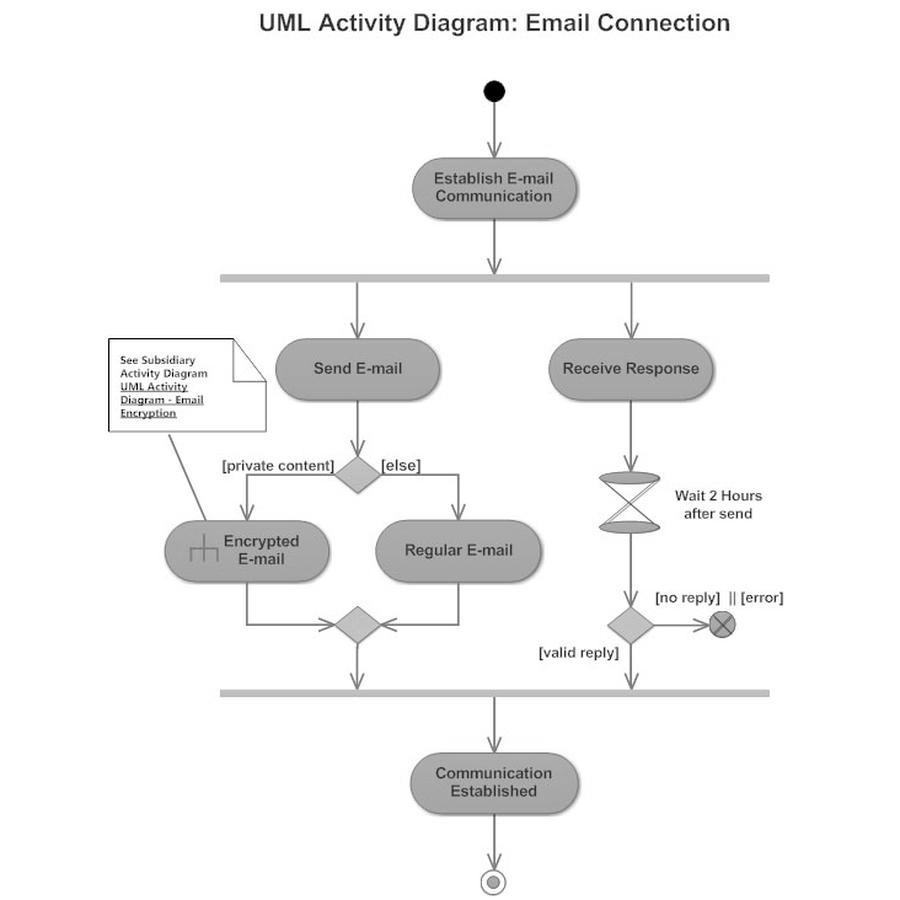 UML Activity Diagram: Email Connection
Establish E-mail
Communication
See Subsidiary
Activity Diagram
UML Activity
Diagram - Email
Encryption
Send E-mail
Receive Response
[private content]
[else]
Wait 2 Hours
after send
Encrypted
E-mail
Regular E-mail
[no reply] || [error]
[valid reply]
Communication
Established